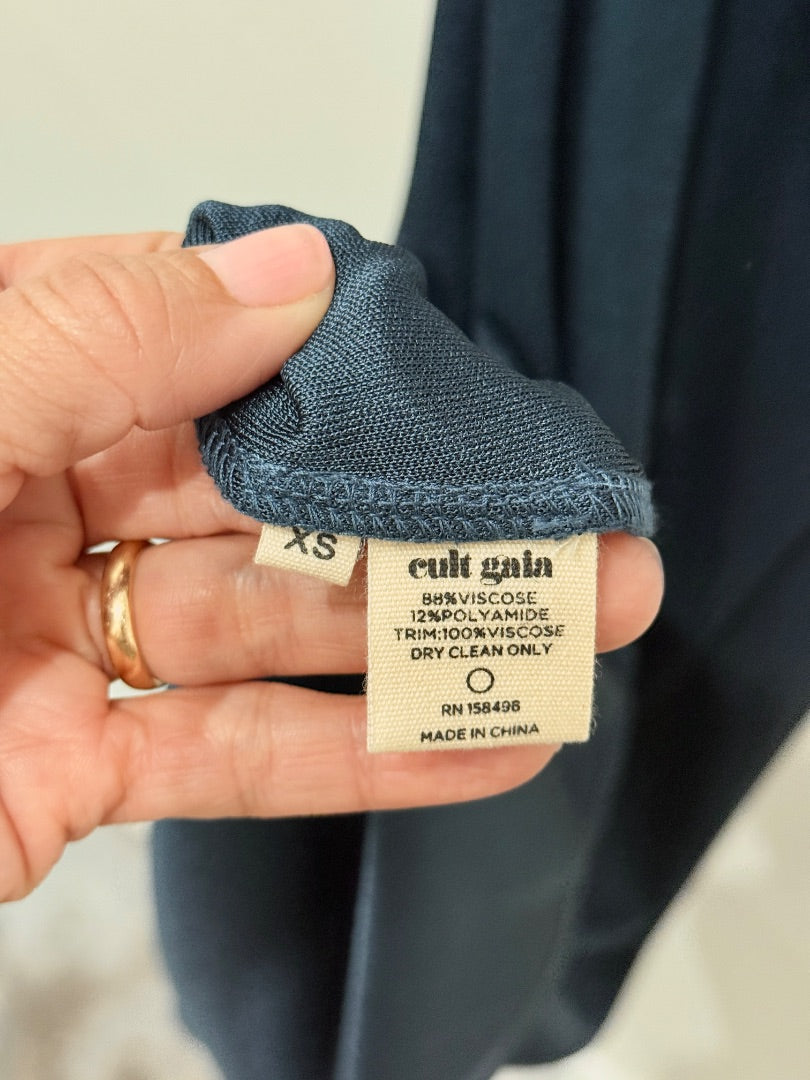 XS
cult gaia
88%VISCOSE
12%POLYAMIDE
TRIM:100%VISCOSE
DRY CLEAN ONLY
RN 158496
MADE IN CHINA